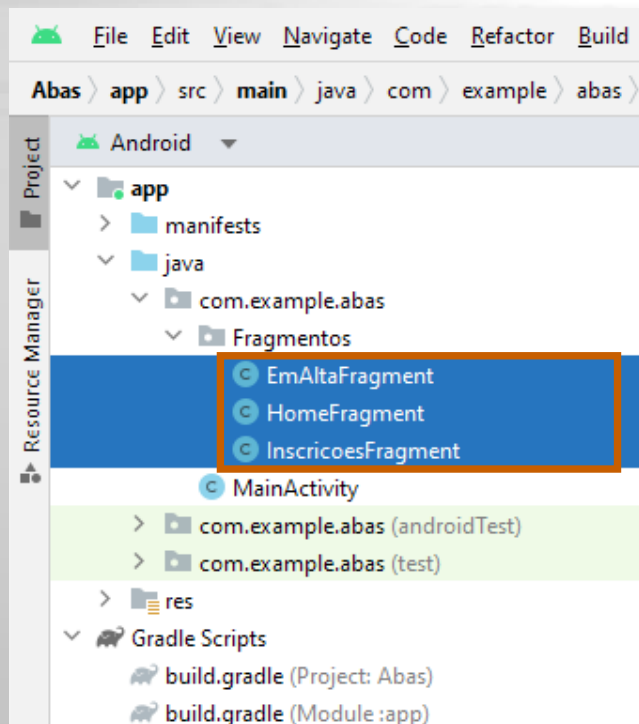 File Edit View Navigate Code Refactor Build
Abas app src main java com example abas
Android
Project
Resource Manager
app
manifests
java
com.example.abas
Fragmentos
EmAltaFragment
HomeFragment
InscricoesFragment
MainActivity
com.example.abas (androidTest)
com.example.abas (test)
res
Gradle Scripts
build.gradle (Project: Abas)
build.gradle (Module :app)